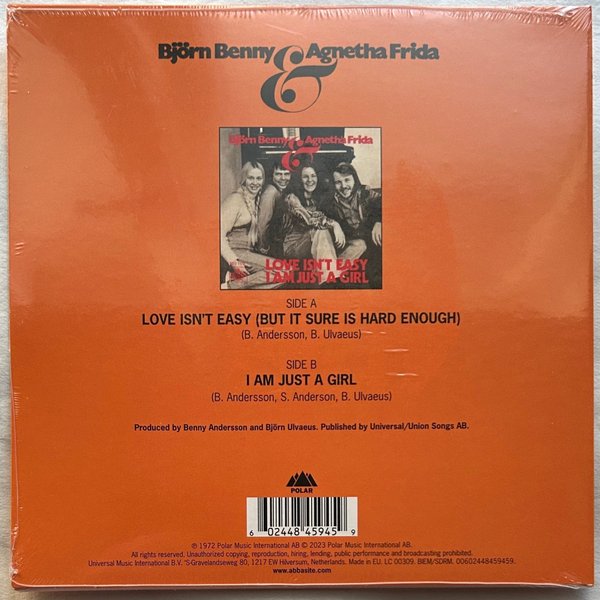 Björn Benny & Agnetha Frida
Björn Benny & Agnetha Frida
LOVE ISN'T EASY
I AM JUST A GIRL
SIDE A
LOVE ISN'T EASY (BUT IT SURE IS HARD ENOUGH)
(B. Andersson, B. Ulvaeus)
SIDE B
I AM JUST A GIRL
(B. Andersson, S. Anderson, B. Ulvaeus)
Produced by Benny Andersson and Björn Ulvaeus. Published by Universal/Union Songs AB.
POLAR
6 02448 45945 9
℗ 1972 Polar Music International AB © 2023 Polar Music International AB.
All rights reserved. Unauthorized copying, reproduction, hiring, lending, public performance and broadcasting prohibited.
Universal Music International B.V. 'S-Gravelandseweg 80, 1217 EW Hilversum, Netherlands. Made in EU. LC 00309. BIEM/SDRM. 00602448459459.
www.abbasite.com